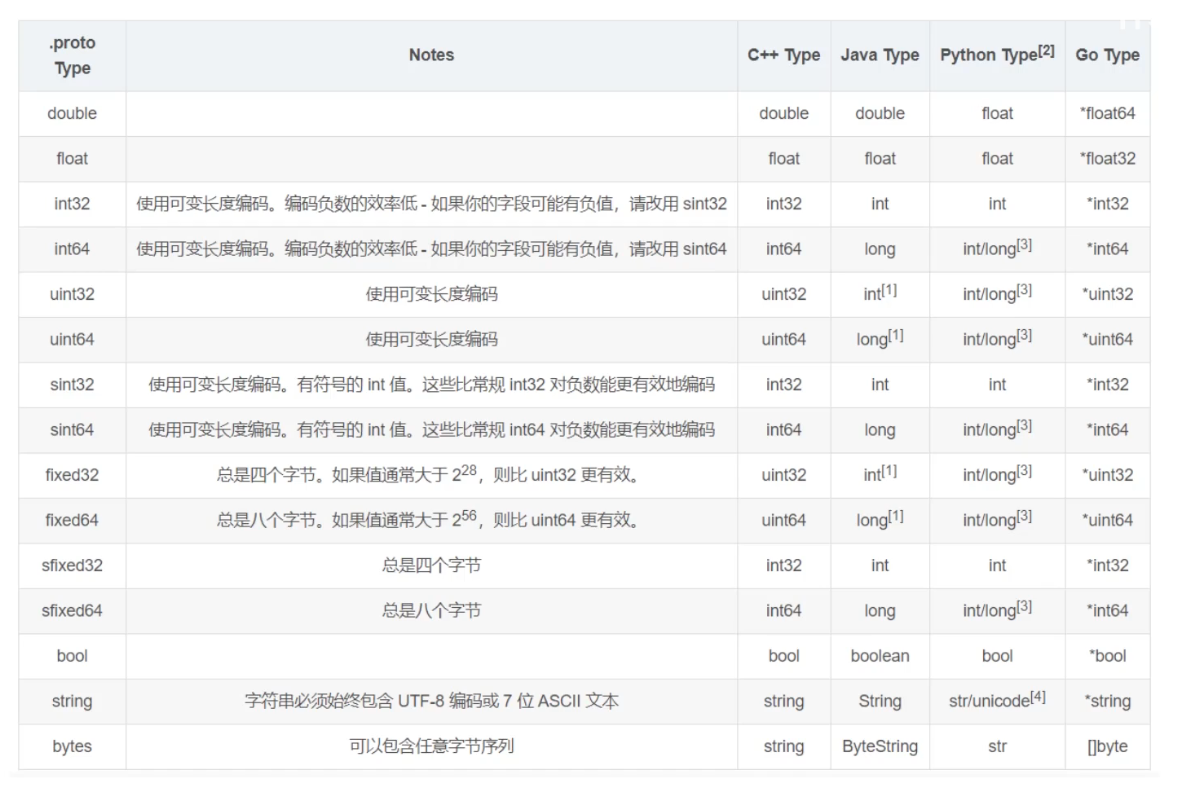 .proto Type Notes C++ Type Java Type Python Type[2] Go Type
double double double float *float64
float float float float *float32
int32 使用可变长度编码。编码负数的效率低 - 如果你的字段可能有负值，请改用 sint32 int32 int int *int32
int64 使用可变长度编码。编码负数的效率低 - 如果你的字段可能有负值，请改用 sint64 int64 long int/long[3] *int64
uint32 使用可变长度编码 uint32 int[1] int/long[3] *uint32
uint64 使用可变长度编码 uint64 long[1] int/long[3] *uint64
sint32 使用可变长度编码。有符号的 int 值。这些比常规 int32 对负数能更有效地编码 int32 int int *int32
sint64 使用可变长度编码。有符号的 int 值。这些比常规 int64 对负数能更有效地编码 int64 long int/long[3] *int64
fixed32 总是四个字节。如果值通常大于 2^28，则比 uint32 更有效。 uint32 int[1] int/long[3] *uint32
fixed64 总是八个字节。如果值通常大于 2^56，则比 uint64 更有效。 uint64 long[1] int/long[3] *uint64
sfixed32 总是四个字节 int32 int int *int32
sfixed64 总是八个字节 int64 long int/long[3] *int64
bool bool boolean bool *bool
string 字符串必须始终包含 UTF-8 编码或 7 位 ASCII 文本 string String str/unicode[4] *string
bytes 可以包含任意字节序列 string ByteString str []byte